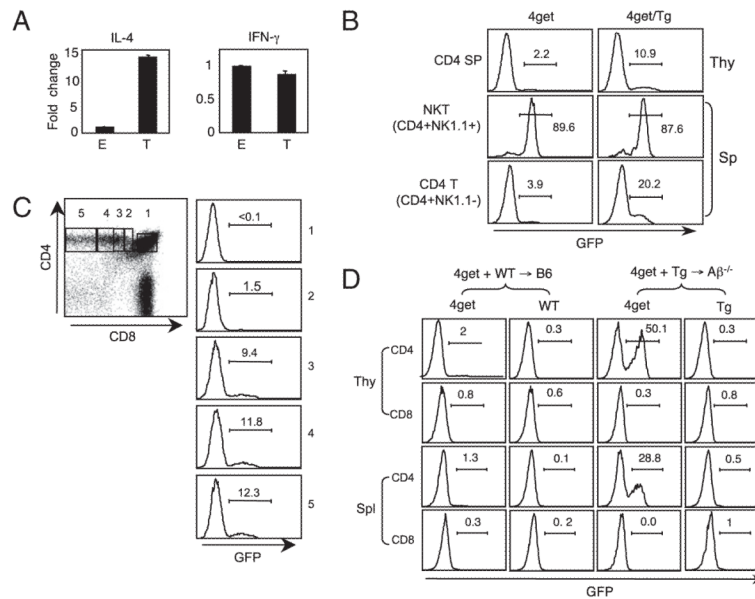 A
IL-4
IFN-γ
Fold change
15
10
5
0
E T
1
0.5
0
E T
B
4get 4get/Tg
CD4 SP
2.2
10.9
Thy
NKT
(CD4+NK1.1+)
89.6
87.6
Sp
CD4 T
(CD4+NK1.1-)
3.9
20.2
GFP
C
5 4 3 2 1
CD4
CD8
<0.1
1
1.5
2
9.4
3
11.8
4
12.3
5
GFP
D
4get + WT → B6 4get + Tg → Aβ-/-
4get WT 4get Tg
Thy
CD4
2 0.3 50.1 0.3
CD8
0.8 0.6 0.3 0.8
Spl
CD4
1.3 0.1 28.8 0.5
CD8
0.3 0. 2 0.0 1
GFP